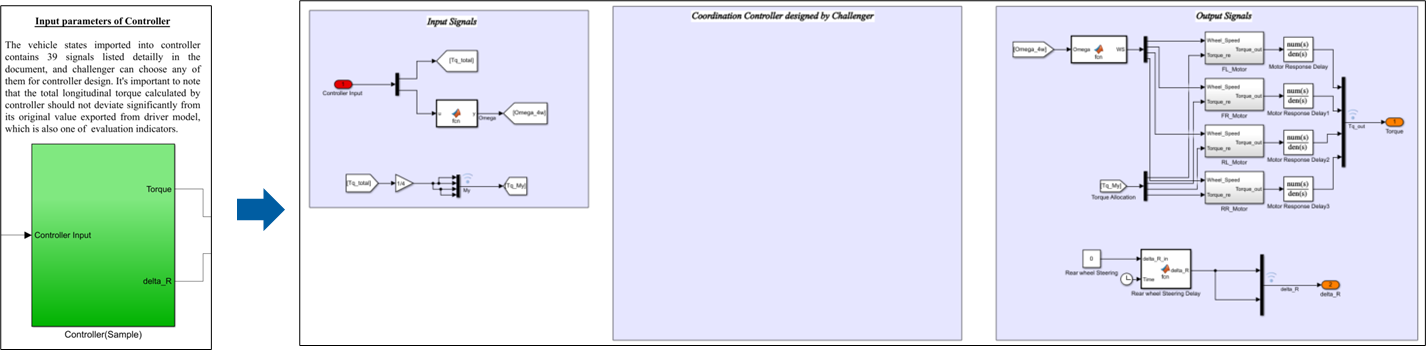 Input parameters of Controller
The vehicle states imported into controller
contains 39 signals listed detailly in the
document, and challenger can choose any of
them for controller design. It's important to note
that the total longitudinal torque calculated by
controller should not deviate significantly from
its original value exported from driver model,
which is also one of evaluation indicators.
Torque
Controller Input
delta_R
Controller(Sample)
Input Signals
[Tq_total]
1
Controller Input
u
y
fcn
Omega
[Omega_4w]
[Tq_total]
1/4
My
[Tq_My]
Coordination Controller designed by Challenger
Output Signals
[Omega_4w]
Omega
WS
fcn
Wheel_Speed
Torque_out
Torque_re
FL_Motor
num(s)
den(s)
Motor Response Delay
Wheel_Speed
Torque_out
Torque_re
FR_Motor
num(s)
den(s)
Motor Response Delay1
Wheel_Speed
Torque_out
Torque_re
RL_Motor
num(s)
den(s)
Motor Response Delay2
Wheel_Speed
Torque_out
Torque_re
RR_Motor
num(s)
den(s)
Motor Response Delay3
[Tq_My]
Torque Allocation
Tq_out
1
Torque
0
Rear wheel Steering
delta_R_in
delta_R
Time
fcn
Rear wheel Steering Delay
delta_R
2
delta_R